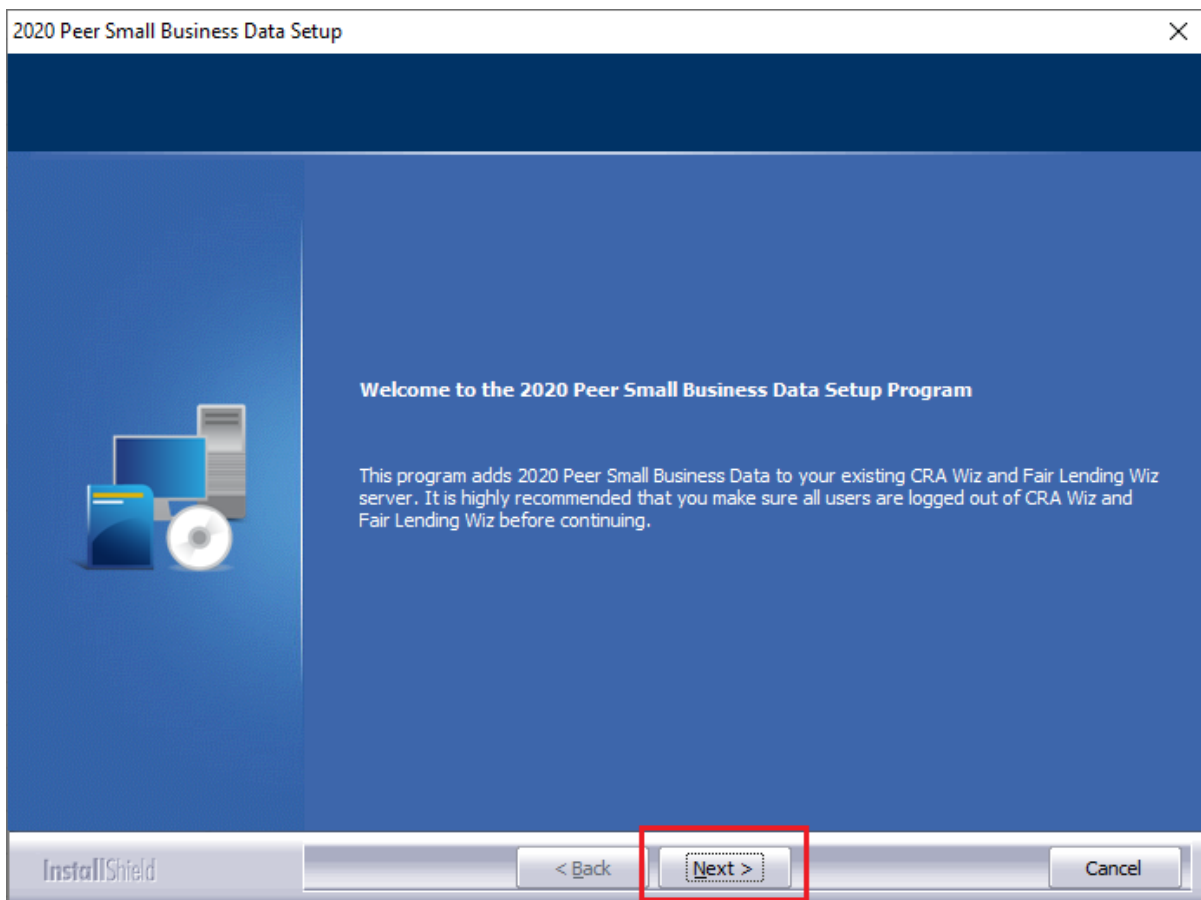 2020 Peer Small Business Data Setup
Welcome to the 2020 Peer Small Business Data Setup Program
This program adds 2020 Peer Small Business Data to your existing CRA Wiz and Fair Lending Wiz
server. It is highly recommended that you make sure all users are logged out of CRA Wiz and
Fair Lending Wiz before continuing.
InstallShield
< Back
Next >
Cancel